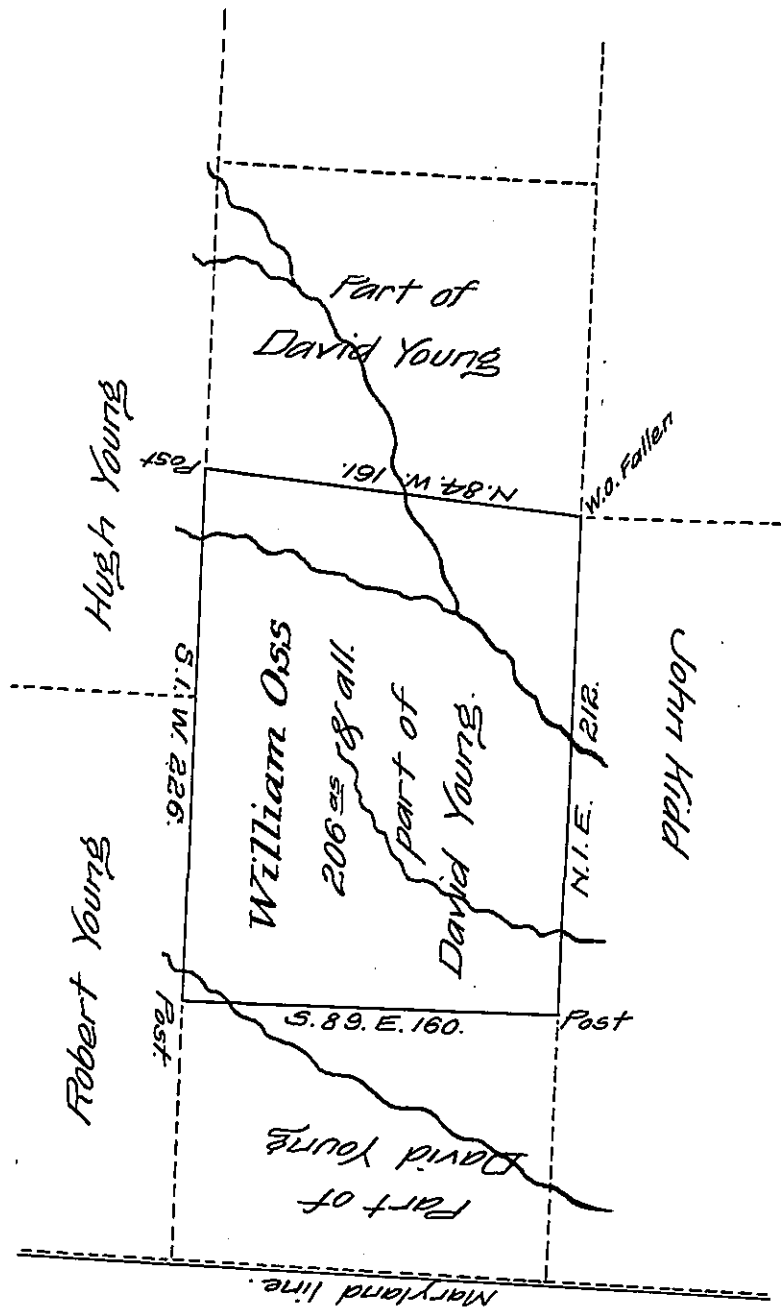 Part of
David Young
Hugh Young
Post
N. 84. W. 161.
W.O. Fallen
S. 1. W. 226.
William Oss
206 as & all.
part of
David Young.
N. 1. E. 212.
John Kidd
Robert Young
Post
S. 89. E. 160.
Post
Part of
David Young
Maryland line.